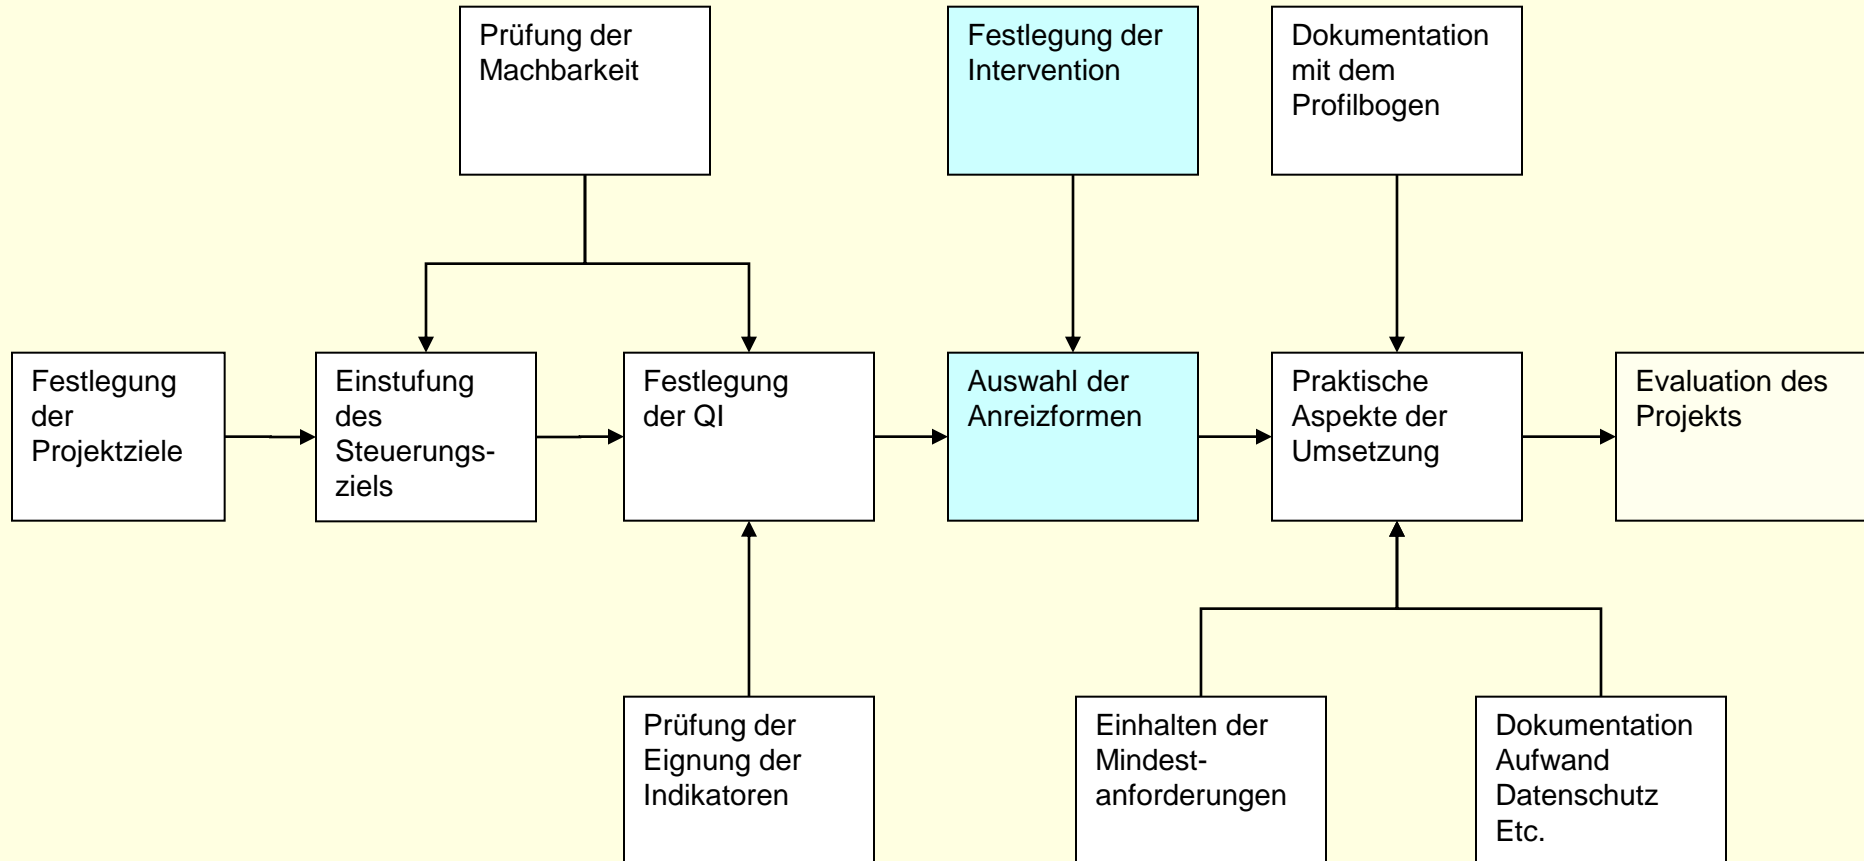 Prüfung der
Machbarkeit
Festlegung der
Intervention
Dokumentation
mit dem
Profilbogen
Festlegung
der
Projektziele
Einstufung
des
Steuerungs-
ziels
Festlegung
der QI
Auswahl der
Anreizformen
Praktische
Aspekte der
Umsetzung
Evaluation des
Projekts
Prüfung der
Eignung der
Indikatoren
Einhalten der
Mindest-
anforderungen
Dokumentation
Aufwand
Datenschutz
Etc.